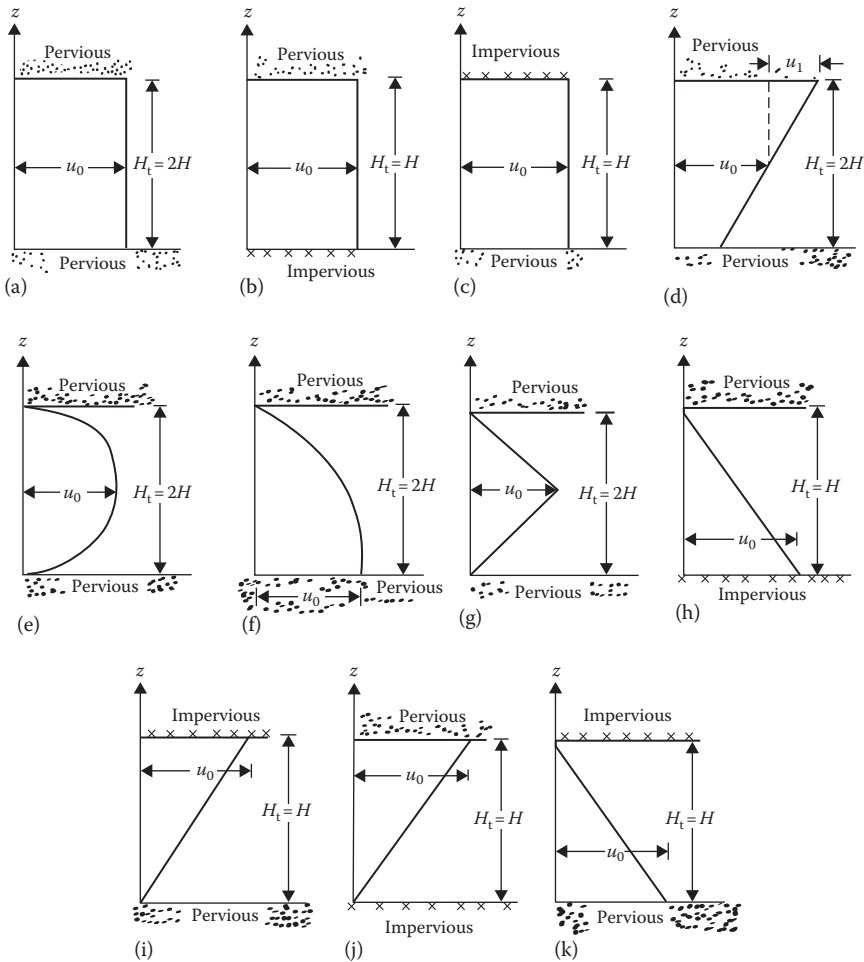 z
Pervious
u₀
Hₜ = 2H
Pervious
(a)
z
Pervious
u₀
Hₜ = H
Impervious
(b)
z
Impervious
u₀
Hₜ = H
Pervious
(c)
z
Pervious
u₁
u₀
Hₜ = 2H
Pervious
(d)
z
Pervious
u₀
Hₜ = 2H
Pervious
(e)
z
Pervious
Hₜ = 2H
u₀
Pervious
(f)
z
Pervious
u₀
Hₜ = 2H
Pervious
(g)
z
Pervious
u₀
Hₜ = H
Impervious
(h)
z
Impervious
u₀
Hₜ = H
Pervious
(i)
z
Pervious
u₀
Hₜ = H
Impervious
(j)
z
Impervious
u₀
Hₜ = H
Pervious
(k)